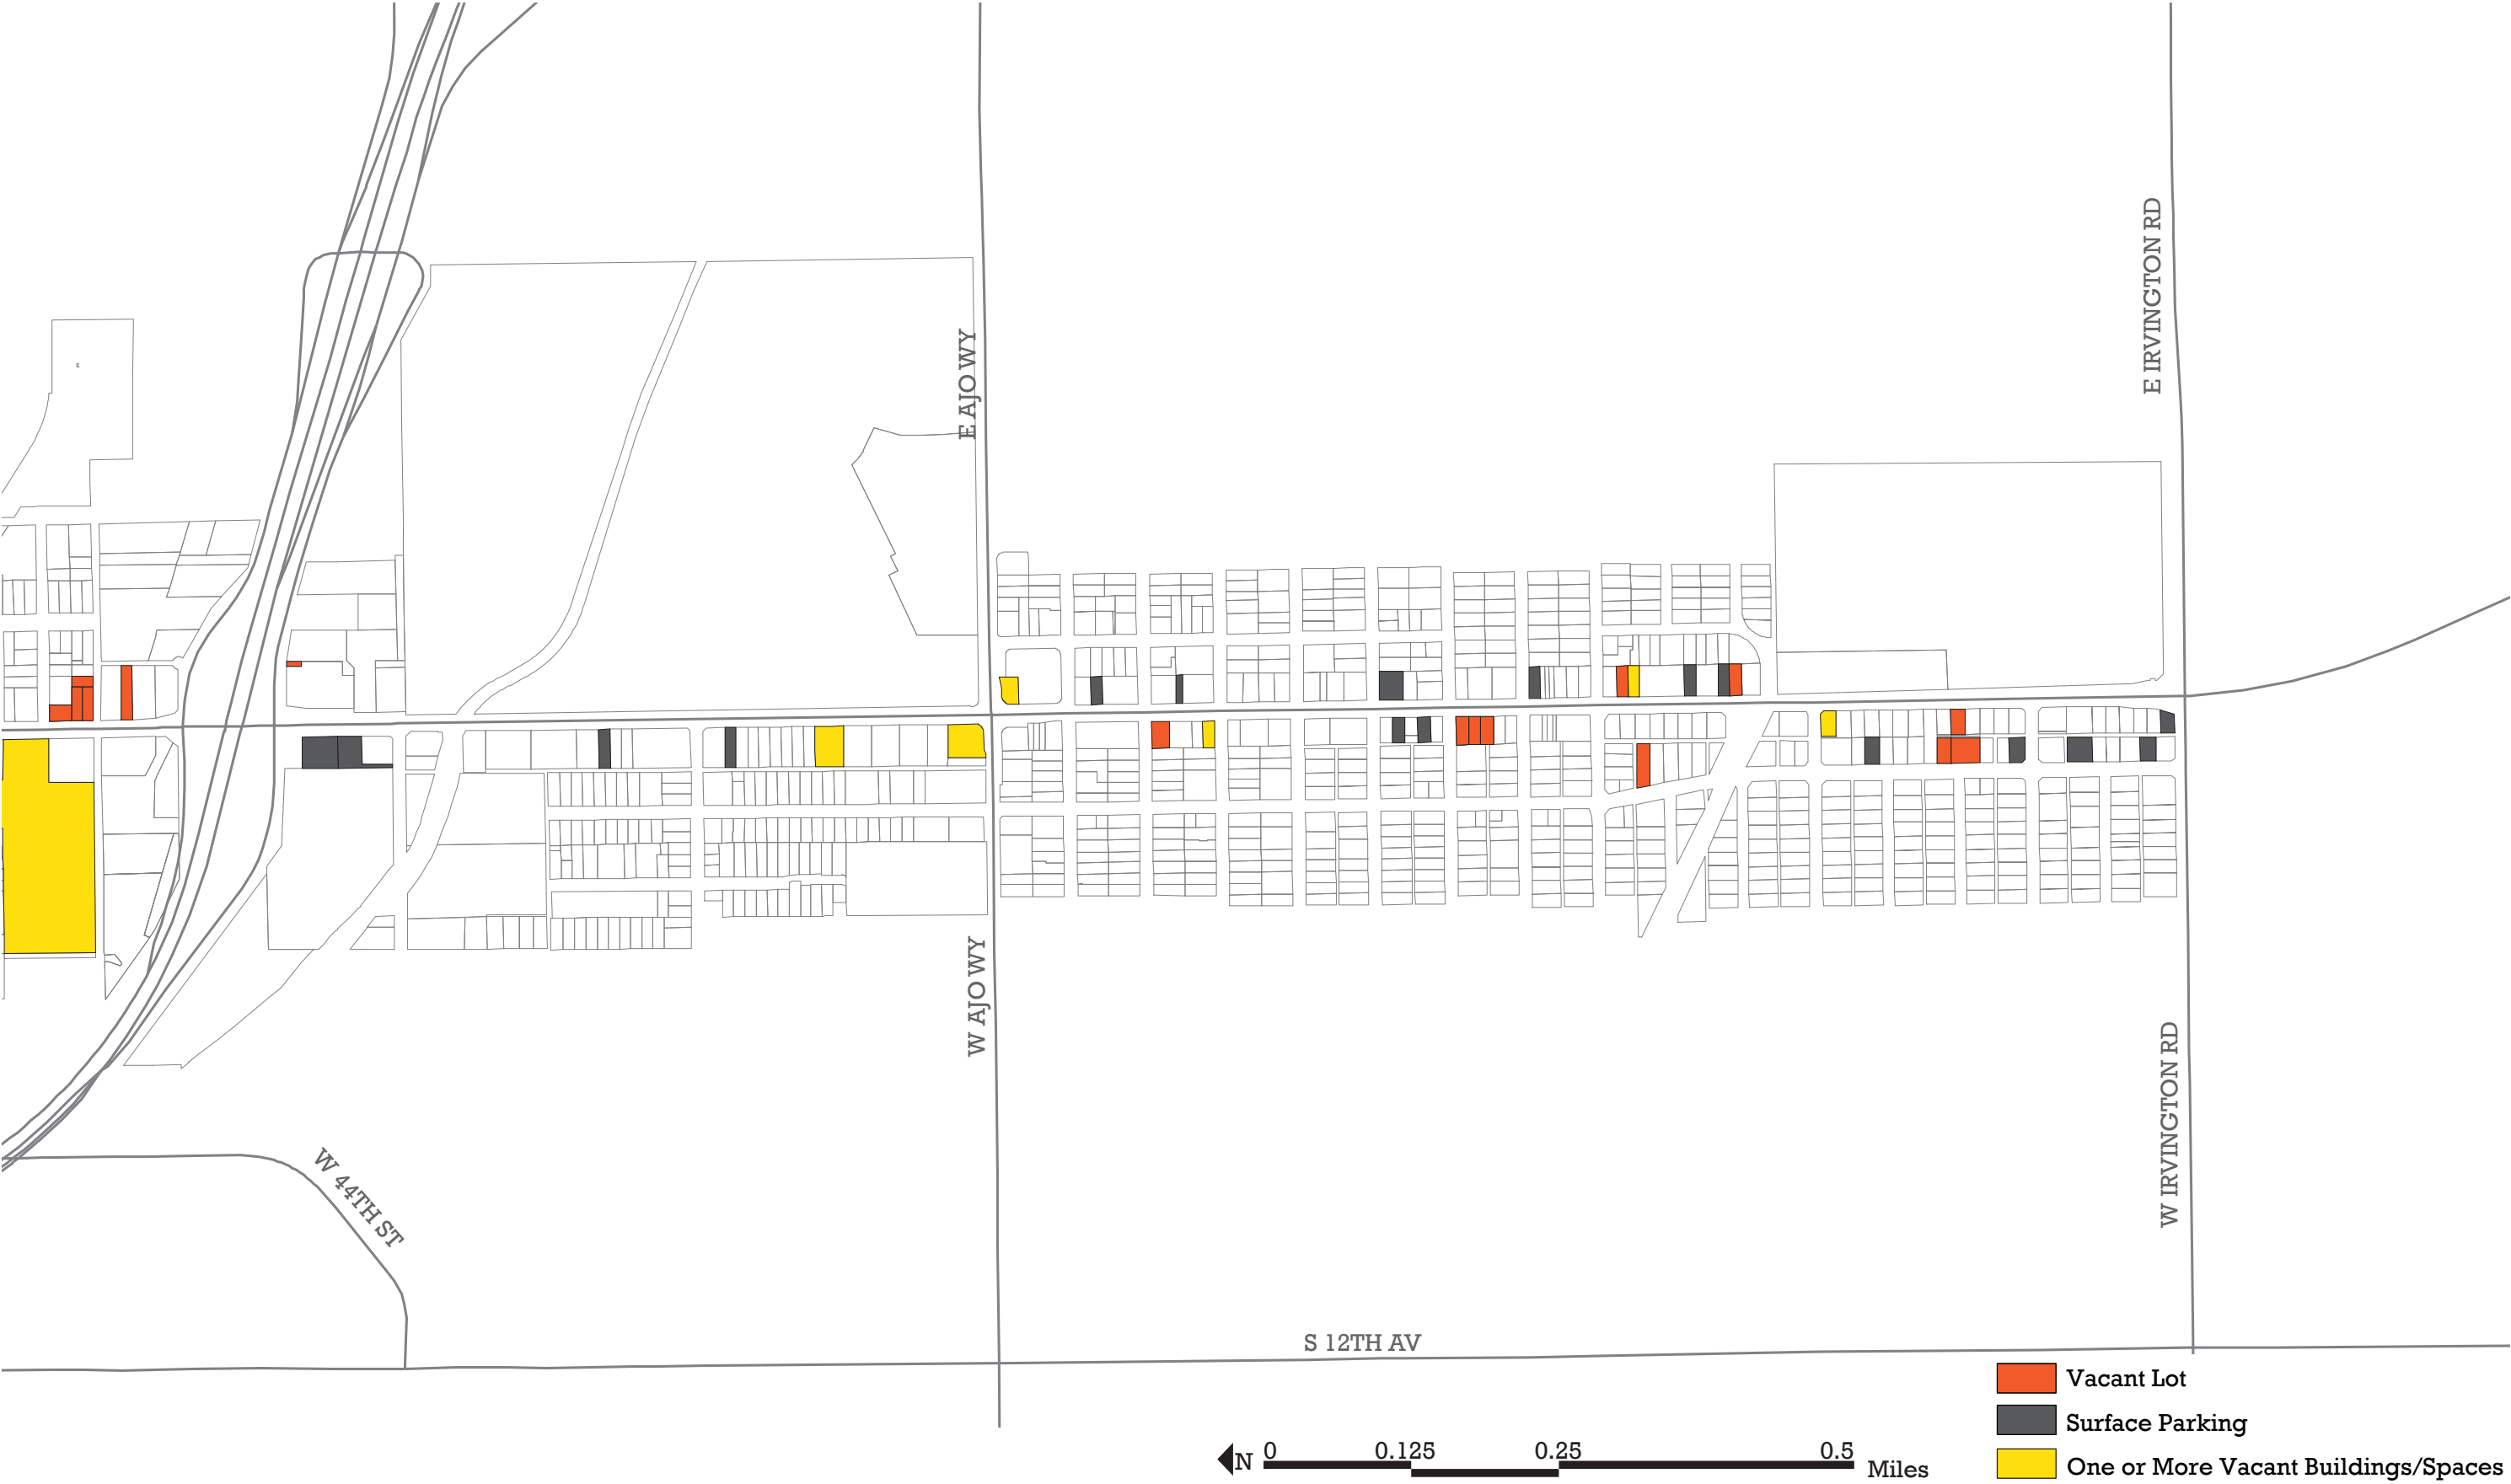 E IRVINGTON RD
E AJO WY
W AJO WY
W IRVINGTON RD
W 44TH ST
S 12TH AV
Vacant Lot
Surface Parking
One or More Vacant Buildings/Spaces
N 0 0.125 0.25 0.5 Miles